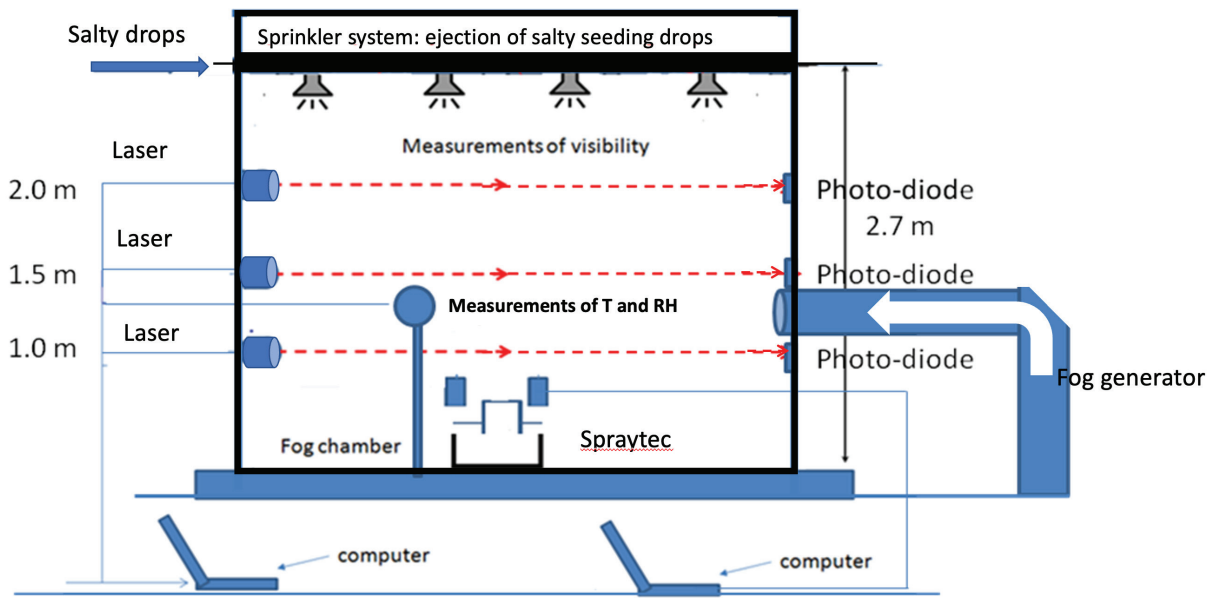 Salty drops
Sprinkler system: ejection of salty seeding drops
Measurements of visibility
Laser
2.0 m
Photo-diode
2.7 m
Laser
1.5 m
Photo-diode
Measurements of T and RH
Laser
1.0 m
Photo-diode
Fog generator
Fog chamber
Spraytec
computer
computer